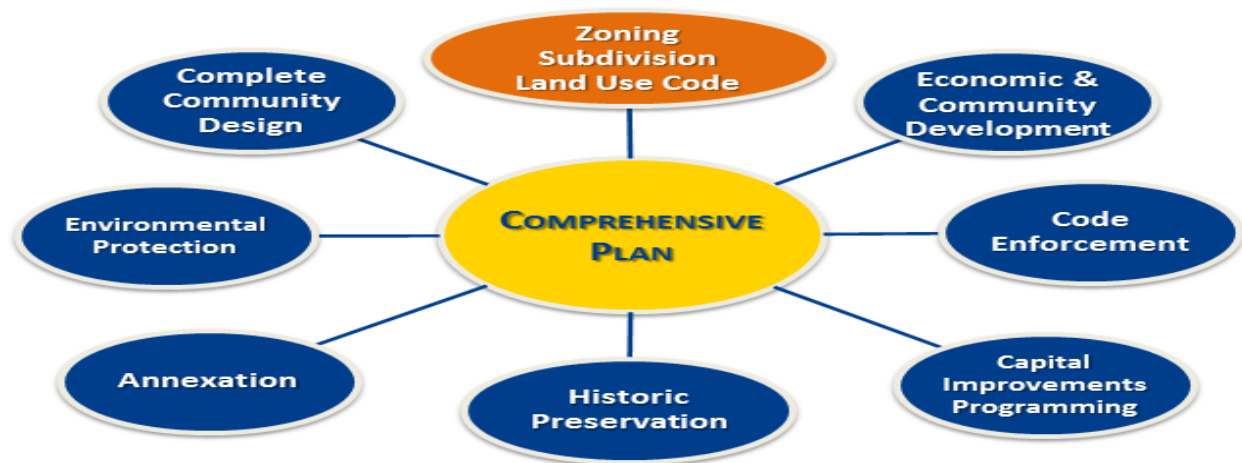 Zoning
Subdivision
Land Use Code
Complete
Community
Design
Economic &
Community
Development
Environmental
Protection
COMPREHENSIVE
PLAN
Code
Enforcement
Annexation
Historic
Preservation
Capital
Improvements
Programming